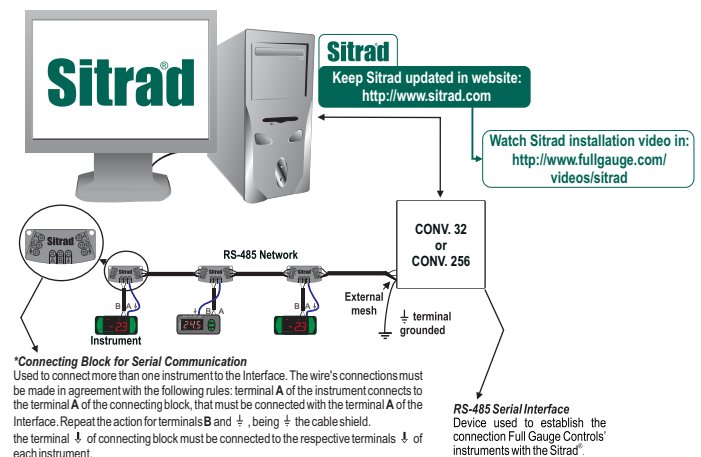 Sitrad®
Sitrad
Keep Sitrad updated in website:
http://www.sitrad.com
Watch Sitrad installation video in:
http://www.fullgauge.com/
videos/sitrad
CONV. 32
or
CONV. 256
Sitrad
RS-485 Network
B A ⏚
⏚ B A
B A ⏚
-23
24.5
-23
Instrument
External
mesh
⏚ terminal
grounded
*Connecting Block for Serial Communication
Used to connect more than one instrument to the Interface. The wire's connections must
be made in agreement with the following rules: terminal A of the instrument connects to
the terminal A of the connecting block, that must be connected with the terminal A of the
Interface. Repeat the action for terminals B and ⏚ , being ⏚ the cable shield.
the terminal ⏚ of connecting block must be connected to the respective terminals ⏚ of
each instrument.
RS-485 Serial Interface
Device used to establish the
connection Full Gauge Controls'
instruments with the Sitrad®.